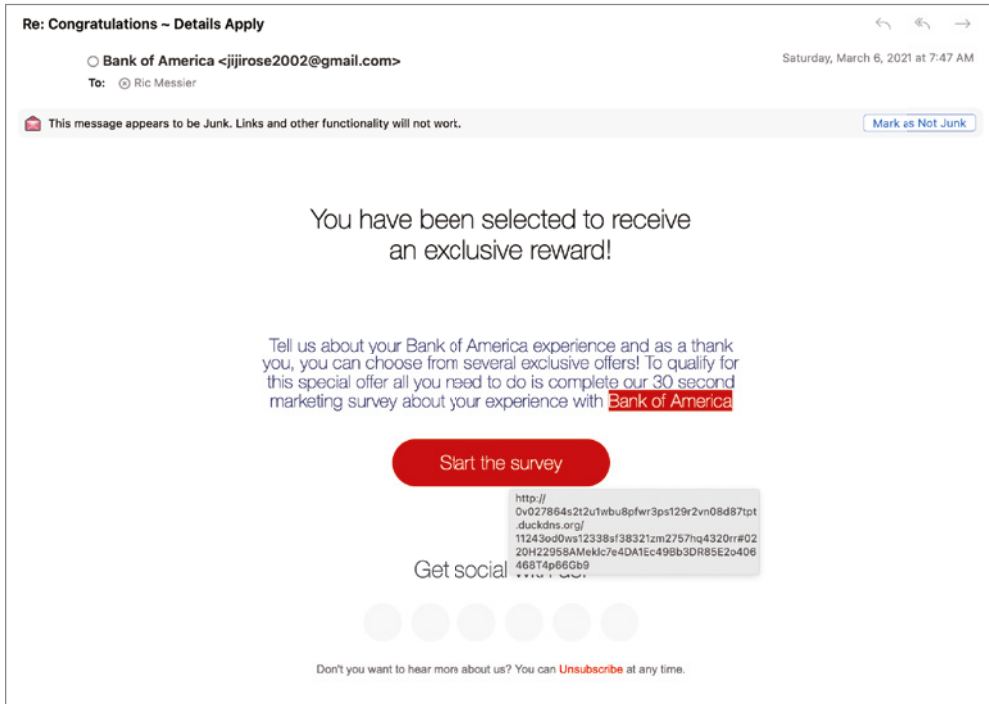 Re: Congratulations ~ Details Apply
Bank of America <jijirose2002@gmail.com>
Saturday, March 6, 2021 at 7:47 AM
To: Ric Messier
This message appears to be Junk. Links and other functionality will not work.
Mark as Not Junk
You have been selected to receive
an exclusive reward!
Tell us about your Bank of America experience and as a thank
you, you can choose from several exclusive offers! To qualify for
this special offer all you need to do is complete our 30 second
marketing survey about your experience with Bank of America
Start the survey
http://
0v027864s2t2u1wbu8pfwr3ps129r2vn08d87tpt
.duckdns.org/
11243od0ws12338sf38321zm2757hq4320rr#02
20H22958AMeklc7e4DA1Ec49Bb3DR85E2o406
468T4p66Gb9
Get social with us!
Don't you want to hear more about us? You can Unsubscribe at any time.